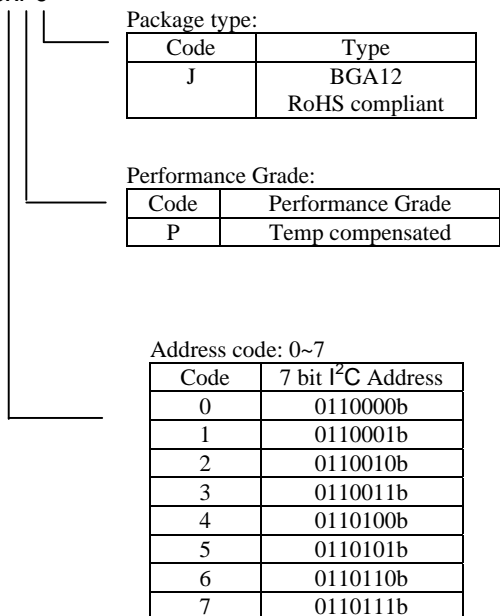 Package type:
Code Type
J BGA12
RoHS compliant
Performance Grade:
Code Performance Grade
P Temp compensated
Address code: 0~7
Code 7 bit I²C Address
0 0110000b
1 0110001b
2 0110010b
3 0110011b
4 0110100b
5 0110101b
6 0110110b
7 0110111b